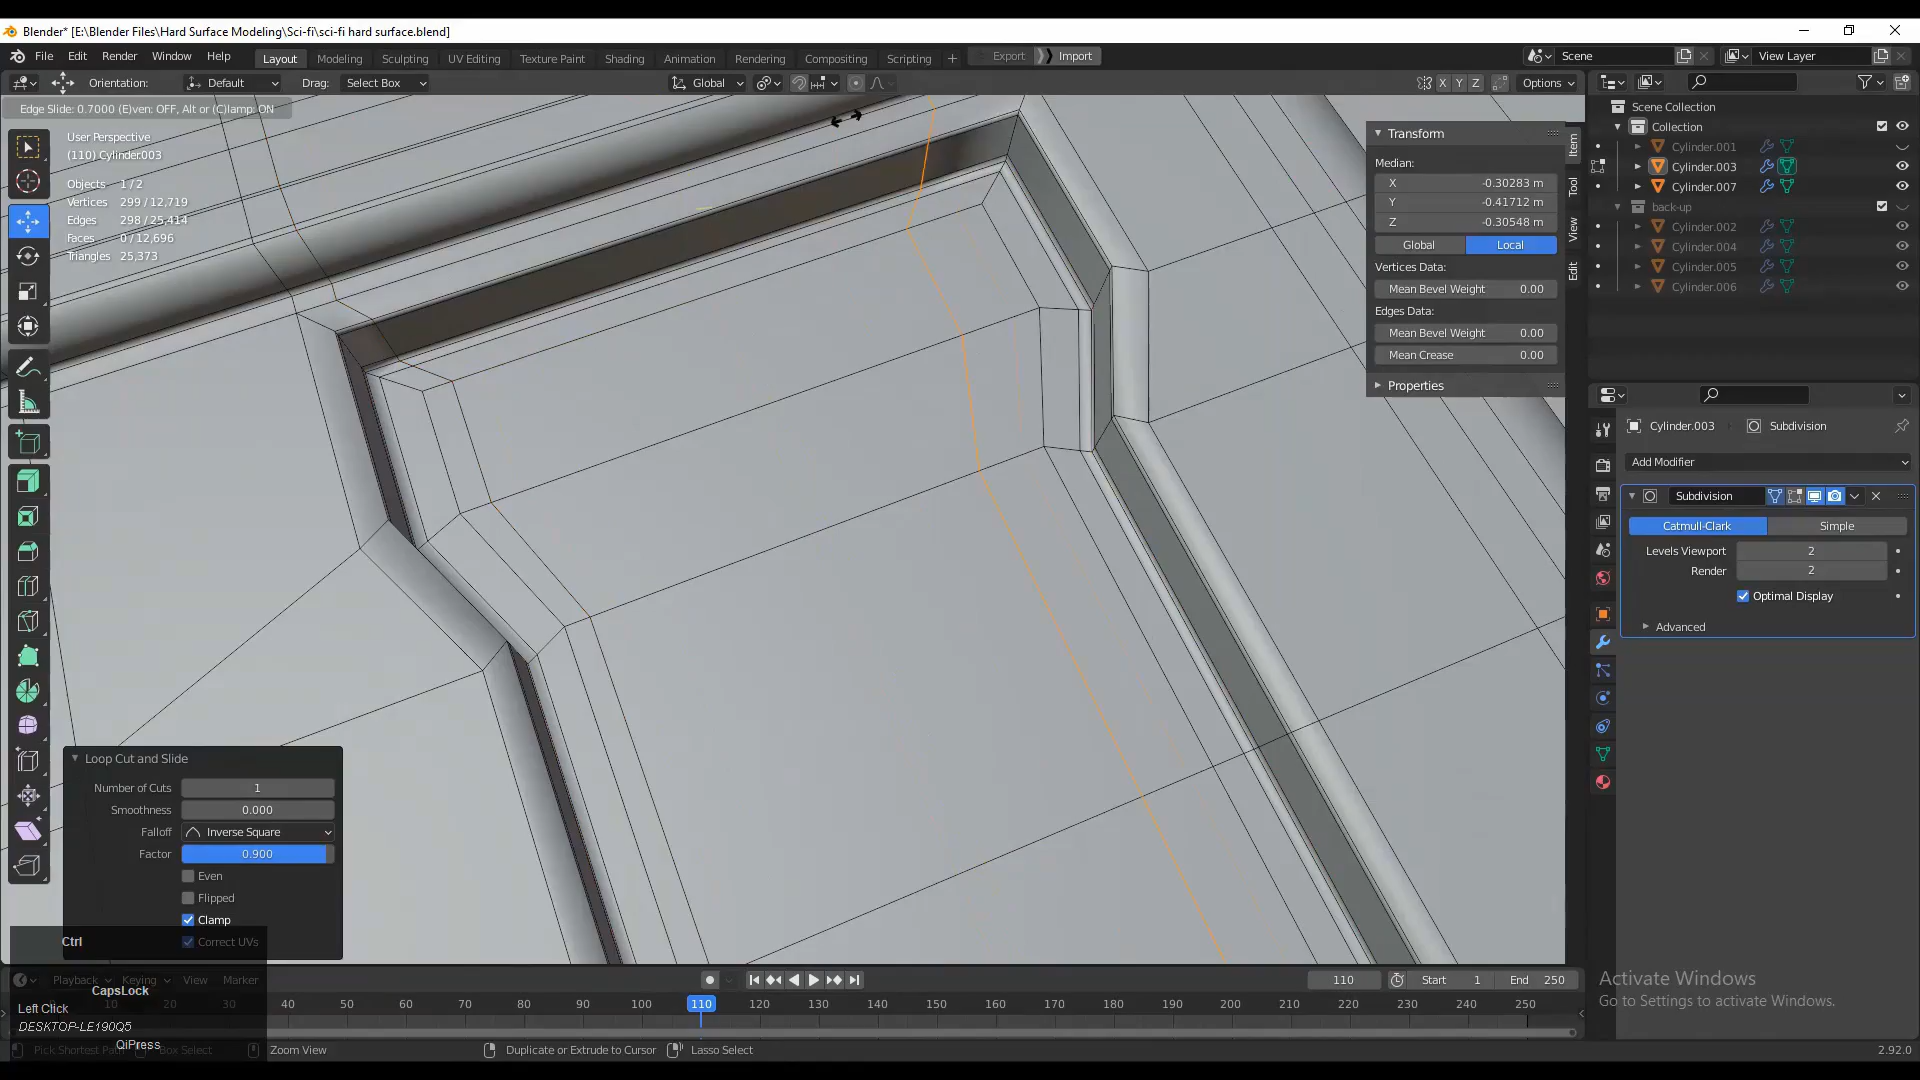 Blender* [E:\Blender Files\Hard Surface Modeling\Sci-fi\sci-fi hard surface.blend]
File Edit Render Window Help Layout Modeling Sculpting UV Editing Texture Paint Shading Animation Rendering Compositing Scripting + Export Import Scene View Layer
Orientation: Default Drag: Select Box Global X Y Z Options
Edge Slide: 0.7000 (E)ven: OFF, Alt or (C)lamp: ON
User Perspective
(110) Cylinder.003
Objects 1/2
Vertices 299/12,719
Edges 298/25,414
Faces 0/12,696
Triangles 25,373
Transform
Median:
X -0.30283 m
Y -0.41712 m
Z -0.30548 m
Global Local
Vertices Data:
Mean Bevel Weight 0.00
Edges Data:
Mean Bevel Weight 0.00
Mean Crease 0.00
Properties
Item
Tool
View
Edit
Scene Collection
Collection
Cylinder.001
Cylinder.003
Cylinder.007
back-up
Cylinder.002
Cylinder.004
Cylinder.005
Cylinder.006
Cylinder.003 Subdivision
Add Modifier
Subdivision
Catmull-Clark Simple
Levels Viewport 2
Render 2
Optimal Display
Advanced
Loop Cut and Slide
Number of Cuts 1
Smoothness 0.000
Falloff Inverse Square
Factor 0.900
Even
Flipped
Clamp
Correct UVs
Ctrl
CapsLock
Left Click
DESKTOP-LE190Q5
QiPress
Playback Keying View Marker 110 Start 1 End 250
10 20 30 40 50 60 70 80 90 100 110 120 130 140 150 160 170 180 190 200 210 220 230 240 250
Pick Shortest Path Box Select Zoom View Duplicate or Extrude to Cursor Lasso Select 2.92.0
Activate Windows
Go to Settings to activate Windows.